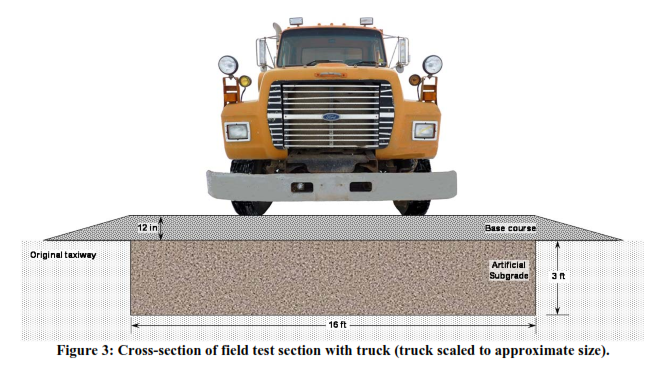 12 in
Base course
Original taxiway
Artificial
Subgrade
3 ft
16 ft
Figure 3: Cross-section of field test section with truck (truck scaled to approximate size).